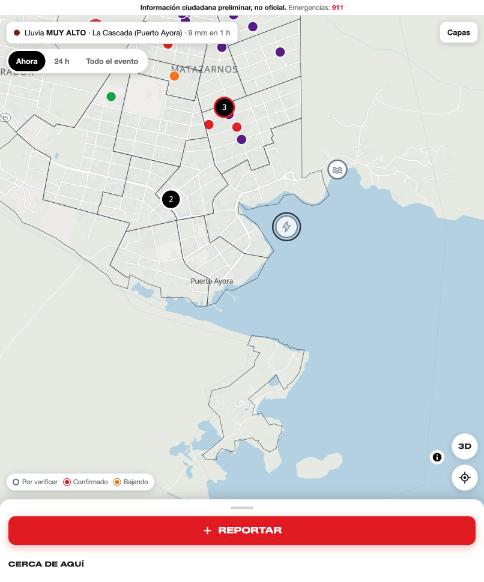 Información ciudadana preliminar, no oficial. Emergencias: 911
Lluvia MUY ALTO · La Cascada (Puerto Ayora) · 9 mm en 1 h
Capas
Ahora
24 h
Todo el evento
MATAZARNOS
3
2
Puerto Ayora
3D
Por verificar
Confirmado
Bajando
+ REPORTAR
CERCA DE AQUÍ